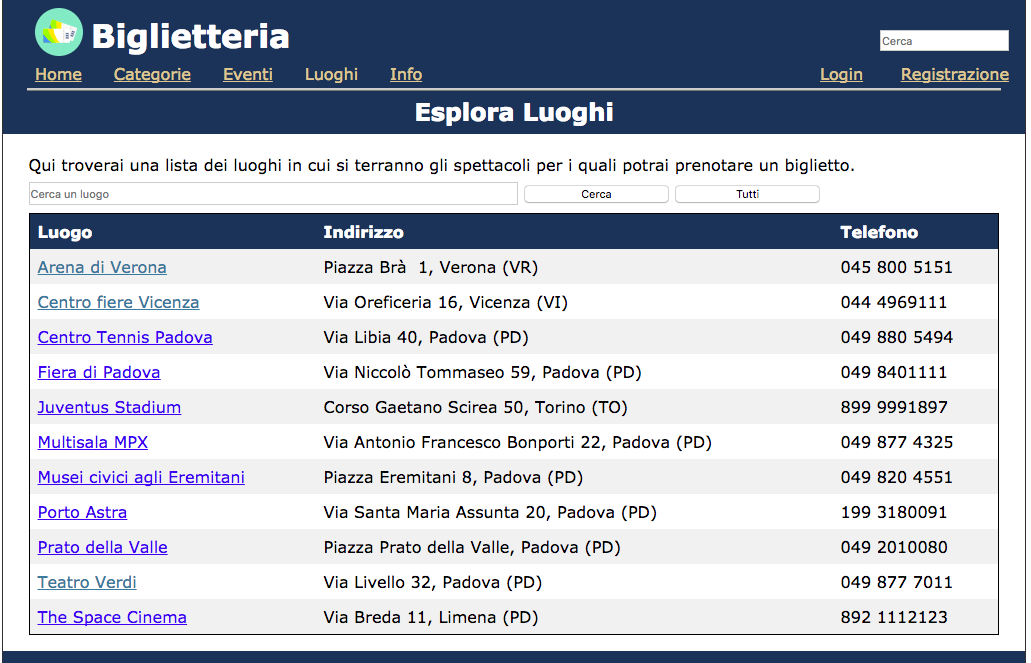 Biglietteria
Cerca
Home Categorie Eventi Luoghi Info Login Registrazione
Esplora Luoghi
Qui troverai una lista dei luoghi in cui si terranno gli spettacoli per i quali potrai prenotare un biglietto.
Cerca un luogo Cerca Tutti
Luogo Indirizzo Telefono
Arena di Verona Piazza Brà 1, Verona (VR) 045 800 5151
Centro fiere Vicenza Via Oreficeria 16, Vicenza (VI) 044 4969111
Centro Tennis Padova Via Libia 40, Padova (PD) 049 880 5494
Fiera di Padova Via Niccolò Tommaseo 59, Padova (PD) 049 8401111
Juventus Stadium Corso Gaetano Scirea 50, Torino (TO) 899 9991897
Multisala MPX Via Antonio Francesco Bonporti 22, Padova (PD) 049 877 4325
Musei civici agli Eremitani Piazza Eremitani 8, Padova (PD) 049 820 4551
Porto Astra Via Santa Maria Assunta 20, Padova (PD) 199 3180091
Prato della Valle Piazza Prato della Valle, Padova (PD) 049 2010080
Teatro Verdi Via Livello 32, Padova (PD) 049 877 7011
The Space Cinema Via Breda 11, Limena (PD) 892 1112123